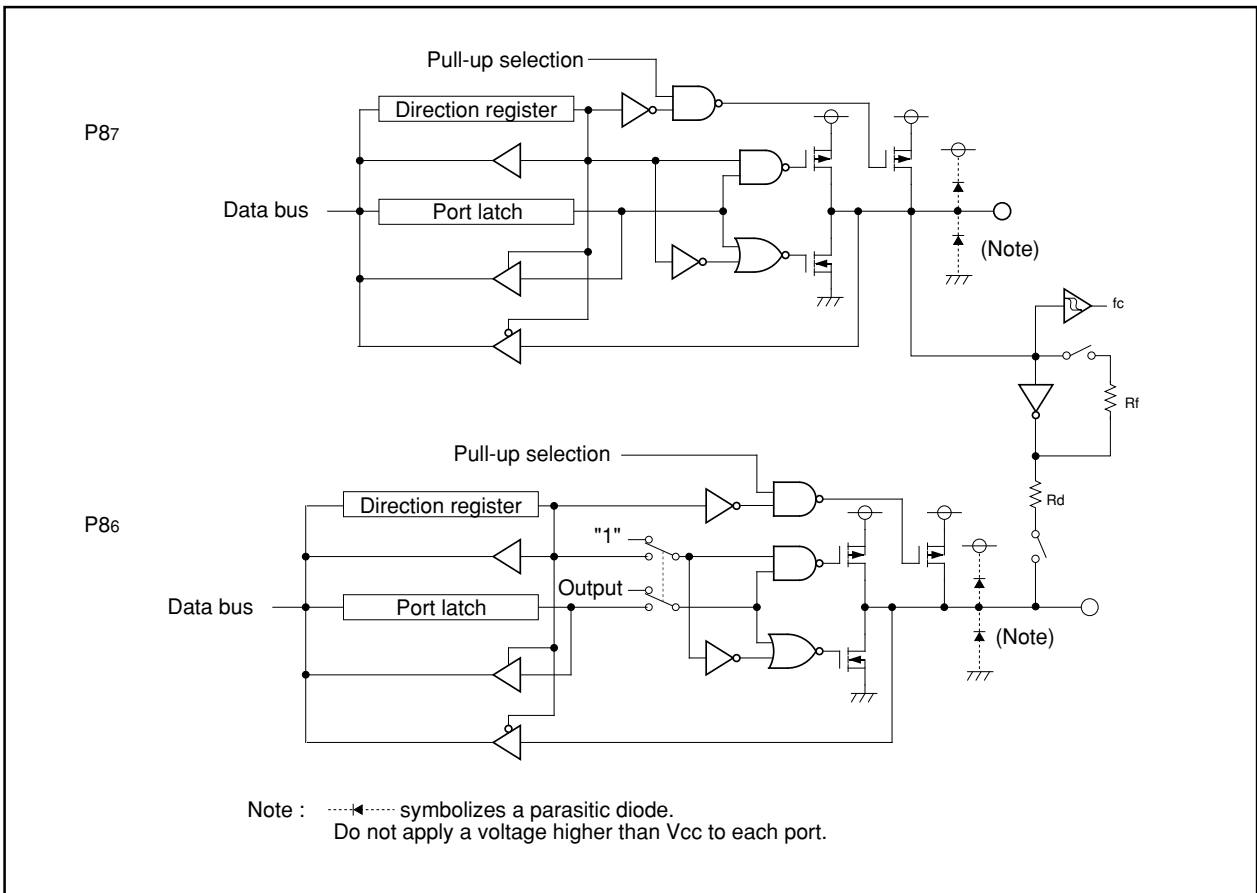 Pull-up selection
Direction register
P87
Data bus
Port latch
(Note)
fc
Rf
Pull-up selection
Direction register
Rd
P86
"1"
Output
Data bus
Port latch
(Note)
Note : symbolizes a parasitic diode.
Do not apply a voltage higher than Vcc to each port.